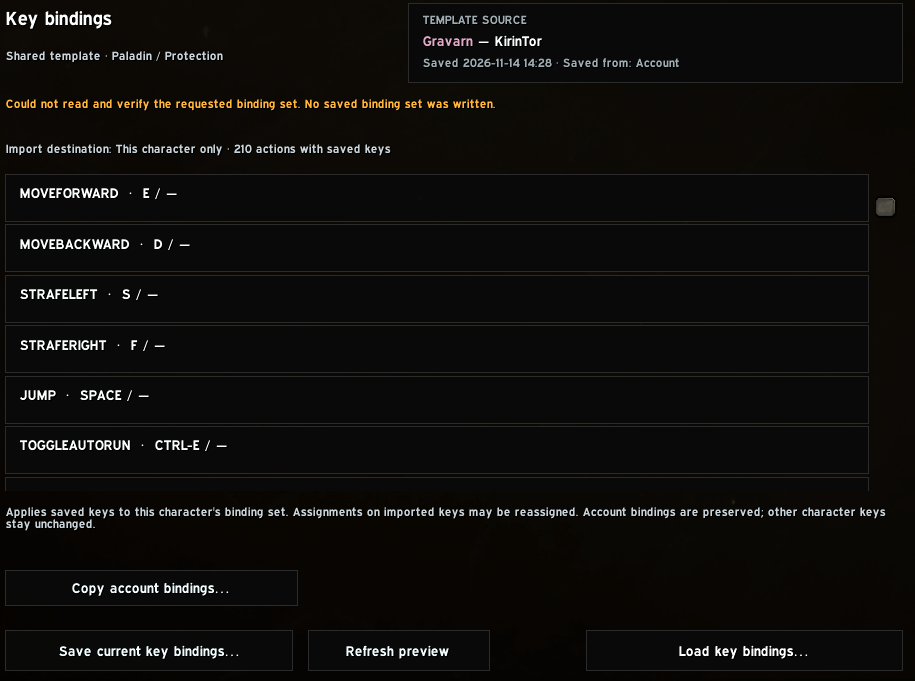 Key bindings
Shared template · Paladin / Protection
TEMPLATE SOURCE
Gravarn — KirinTor
Saved 2026-11-14 14:28 · Saved from: Account
Could not read and verify the requested binding set. No saved binding set was written.
Import destination: This character only · 210 actions with saved keys
MOVEFORWARD · E / —
MOVEBACKWARD · D / —
STRAFELEFT · S / —
STRAFERIGHT · F / —
JUMP · SPACE / —
TOGGLEAUTORUN · CTRL-E / —
Applies saved keys to this character's binding set. Assignments on imported keys may be reassigned. Account bindings are preserved; other character keys
stay unchanged.
Copy account bindings...
Save current key bindings...
Refresh preview
Load key bindings...